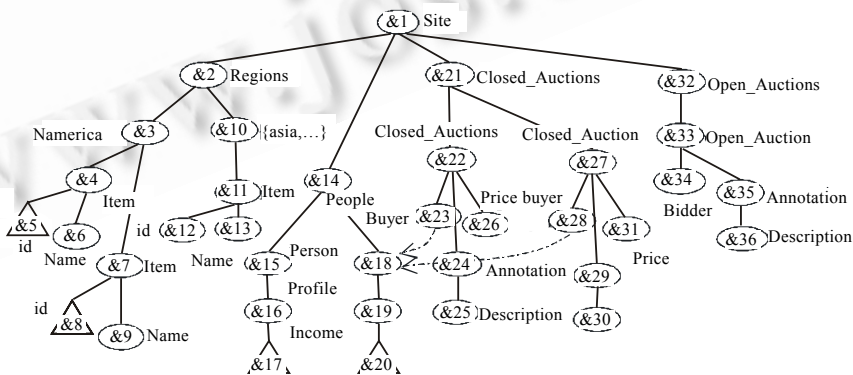 &1 Site
&2 Regions
&21 Closed_Auctions
&32 Open_Auctions
Namerica &3
&10 {asia,…}
Closed_Auctions
Closed_Auction
&33 Open_Auction
&22
&27
&4
Item
&11 Item
&14
People
&34
Bidder
&35 Annotation
&5
id
&6
Name
id &12 &13
Name
Buyer &23
Price buyer
&26
&28
&31
Price
&36 Description
&7 Item
&15 Person
Profile
&18
&24 Annotation
&29
id
&8
&9 Name
&16 Income
&19
&25 Description
&30
&17
&20